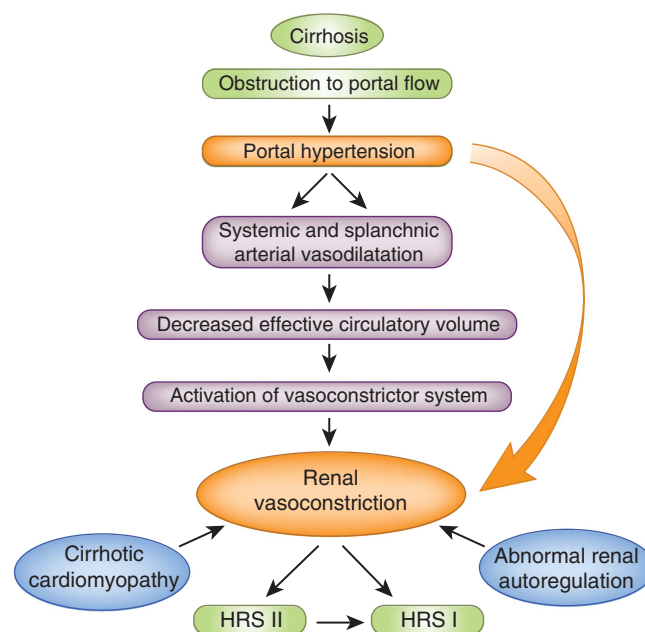 Cirrhosis
Obstruction to portal flow
Portal hypertension
Systemic and splanchnic
arterial vasodilatation
Decreased effective circulatory volume
Activation of vasoconstrictor system
Renal
vasoconstriction
Cirrhotic
cardiomyopathy
Abnormal renal
autoregulation
HRS II
HRS I